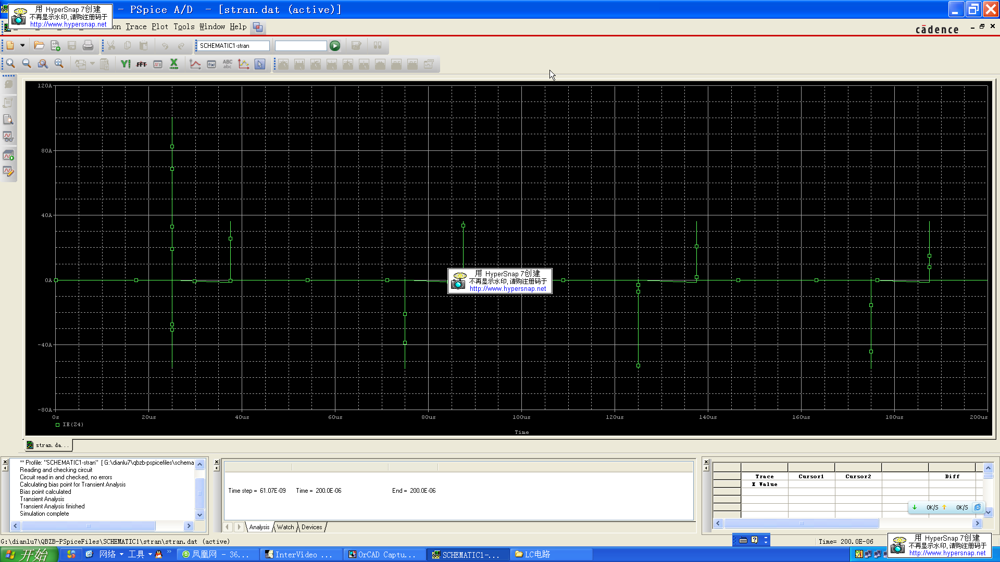 - PSpice A/D - [stran.dat (active)]
用 HyperSnap 7创建
不再显示水印, 请购注册码于
http://www.hypersnap.net
on Trace Plot Tools Window Help
cādence
SCHEMATIC1-stran
FFT
ABC
abc
120A
80A
40A
0A
-40A
-80A
用 HyperSnap 7创建
不再显示水印, 请购注册码于
http://www.hypersnap.net
0s 20us 40us 60us 80us 100us 120us 140us 160us 180us 200us
IE(Z4)
Time
stran.da...
** Profile: "SCHEMATIC1-stran" [ G:\dianlu7\qbzb-pspicefiles\schema
Reading and checking circuit
Circuit read in and checked, no errors
Calculating bias point for Transient Analysis
Bias point calculated
Transient Analysis
Transient Analysis finished
Simulation complete
Time step = 61.07E-09 Time = 200.0E-06 End = 200.0E-06
Analysis Watch Devices
Trace Cursor1 Cursor2 Diff
X Value
0K/S 0K/S
G:\dianlu7\QBZB-PSpiceFiles\SCHEMATIC1\stran\stran.dat (active)
Time= 200.0E-06
用 HyperSnap 7创建
不再显示水印, 请购注册码于
http://www.hypersnap.net
开始 网络 工具 凤凰网 - 36... InterVideo ... OrCAD Captu... SCHEMATIC1-... LC电路